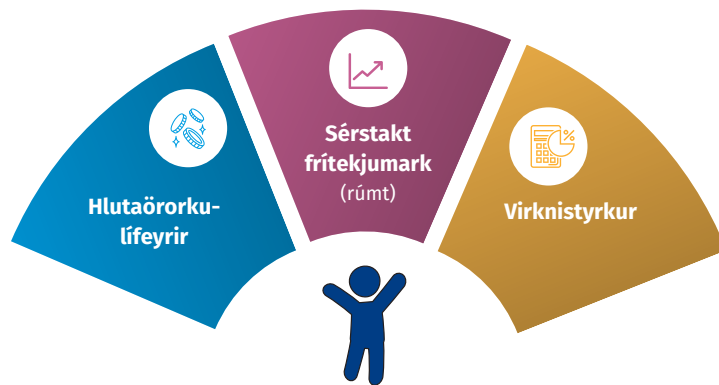 Hlutaörorku-
lífeyrir
Sérstakt
frítekjumark
(rúmt)
Virknistyrkur